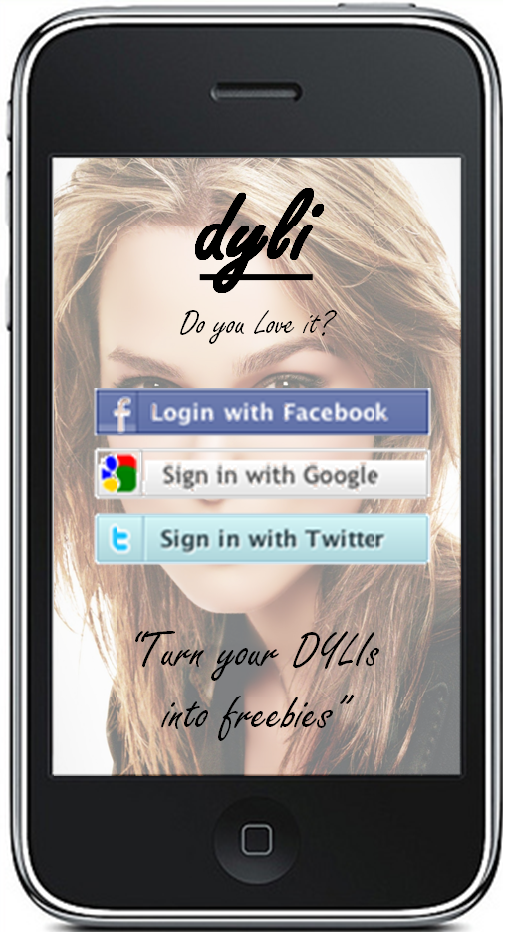 dyli
Do you Love it?
f Login with Facebook
Sign in with Google
t Sign in with Twitter
“Turn your DYLIs
into freebies”